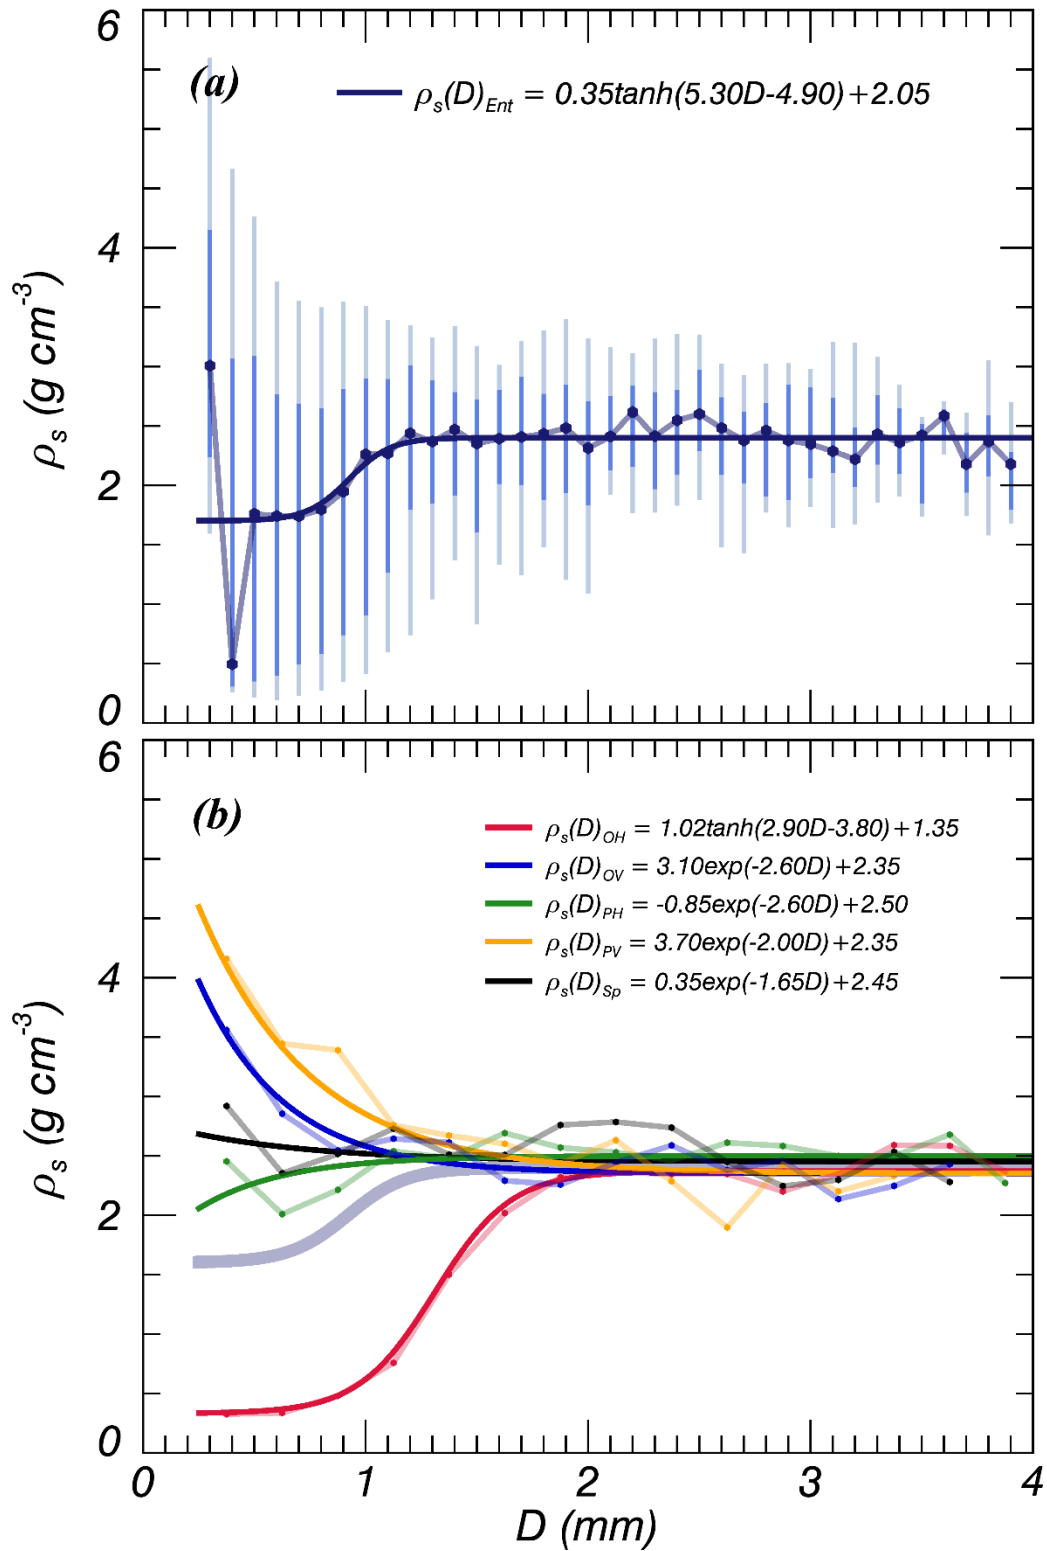 6
(a)
ρs(D)Ent = 0.35tanh(5.30D-4.90)+2.05
4
ρs (g cm-3)
2
0
6
(b)
ρs(D)OH = 1.02tanh(2.90D-3.80)+1.35
ρs(D)OV = 3.10exp(-2.60D)+2.35
ρs(D)PH = -0.85exp(-2.60D)+2.50
ρs(D)PV = 3.70exp(-2.00D)+2.35
ρs(D)Sp = 0.35exp(-1.65D)+2.45
4
ρs (g cm-3)
2
0
0 1 2 3 4
D (mm)